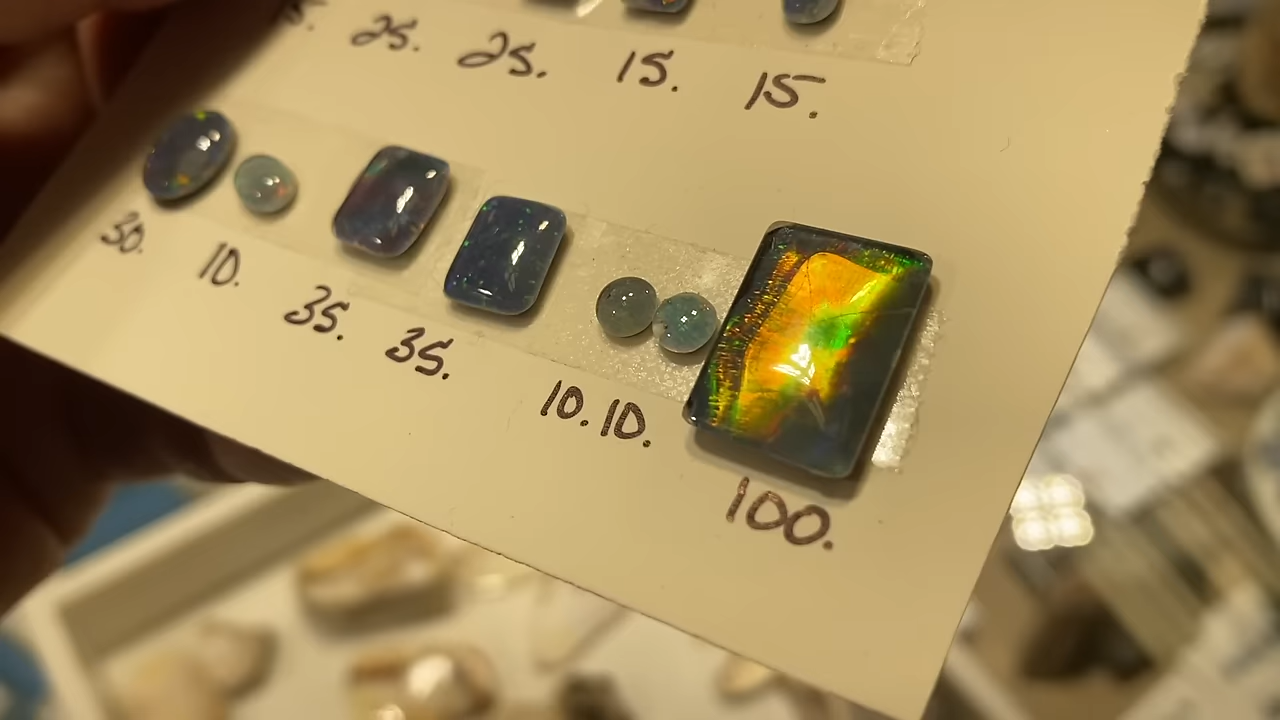 25. 25. 15. 15.
30. 10. 35. 35. 10. 10. 100.